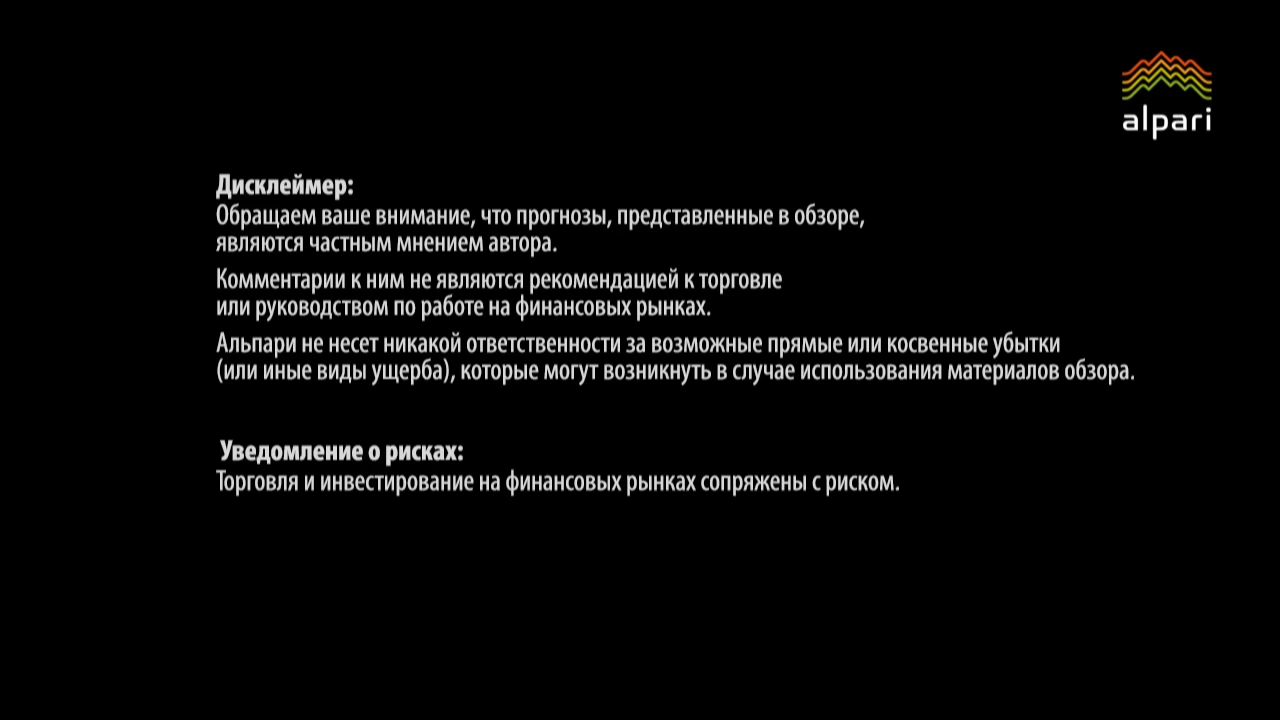 alpari
Дисклеймер:
Обращаем ваше внимание, что прогнозы, представленные в обзоре,
являются частным мнением автора.
Комментарии к ним не являются рекомендацией к торговле
или руководством по работе на финансовых рынках.
Альпари не несет никакой ответственности за возможные прямые или косвенные убытки
(или иные виды ущерба), которые могут возникнуть в случае использования материалов обзора.
Уведомление о рисках:
Торговля и инвестирование на финансовых рынках сопряжены с риском.